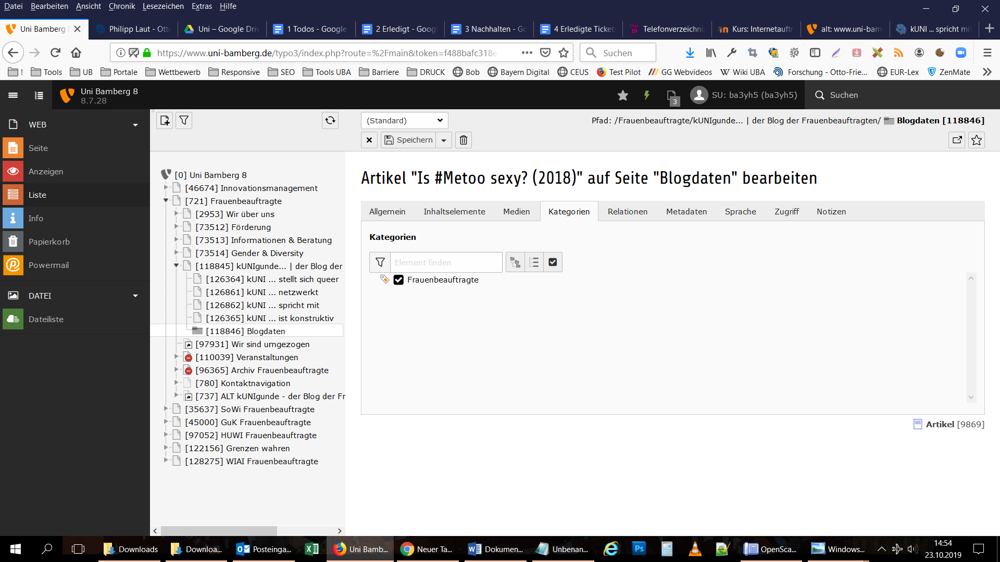 Datei Bearbeiten Ansicht Chronik Lesezeichen Extras Hilfe
Uni Bamberg 8 Philipp Laut - Otto Uni – Google Driv 1 Todos - Google 2 Erledigt - Googl 3 Nachhalten - Go 4 Erledigte Tickets Telefonverzeichnis Kurs: Internetauftr alt: www.uni-bam kUNI ... spricht mi
https://www.uni-bamberg.de/typo3/index.php?route=%2Fmain&token=f488bafc318e Suchen
! Tools UB Portale Wettbewerb Responsive SEO Tools UBA Barriere DRUCK Bob Bayern Digital CEUS Test Pilot GG Webvideos Wiki UBA Forschung - Otto-Frie... EUR-Lex ZenMate
Uni Bamberg 8
8.7.28
3
SU: ba3yh5 (ba3yh5)
Suchen
WEB
Seite
Anzeigen
Liste
Info
Papierkorb
Powermail
DATEI
Dateiliste
[0] Uni Bamberg 8
[46674] Innovationsmanagement
[721] Frauenbeauftragte
[2953] Wir über uns
[73512] Förderung
[73513] Informationen & Beratung
[73514] Gender & Diversity
[118845] kUNIgunde... | der Blog der
[126364] kUNI ... stellt sich queer
[126861] kUNI ... netzwerkt
[126862] kUNI ... spricht mit
[126365] kUNI ... ist konstruktiv
[118846] Blogdaten
[97931] Wir sind umgezogen
[110039] Veranstaltungen
[96365] Archiv Frauenbeauftragte
[780] Kontaktnavigation
[737] ALT kUNIgunde - der Blog der Fr
[35637] SoWi Frauenbeauftragte
[45000] GuK Frauenbeauftragte
[97052] HUWI Frauenbeauftragte
[122156] Grenzen wahren
[128275] WIAI Frauenbeauftragte
(Standard)
Pfad: /Frauenbeauftragte/kUNIgunde... | der Blog der Frauenbeauftragten/ Blogdaten [118846]
Speichern
Artikel "Is #Metoo sexy? (2018)" auf Seite "Blogdaten" bearbeiten
Allgemein Inhaltselemente Medien Kategorien Relationen Metadaten Sprache Zugriff Notizen
Kategorien
Element finden
Frauenbeauftragte
Artikel [9869]
Downloads Downloa... Posteinga... Uni Bamb... Neuer Ta... Dokumen... Unbenan... OpenSca... Windows...
14:54
23.10.2019